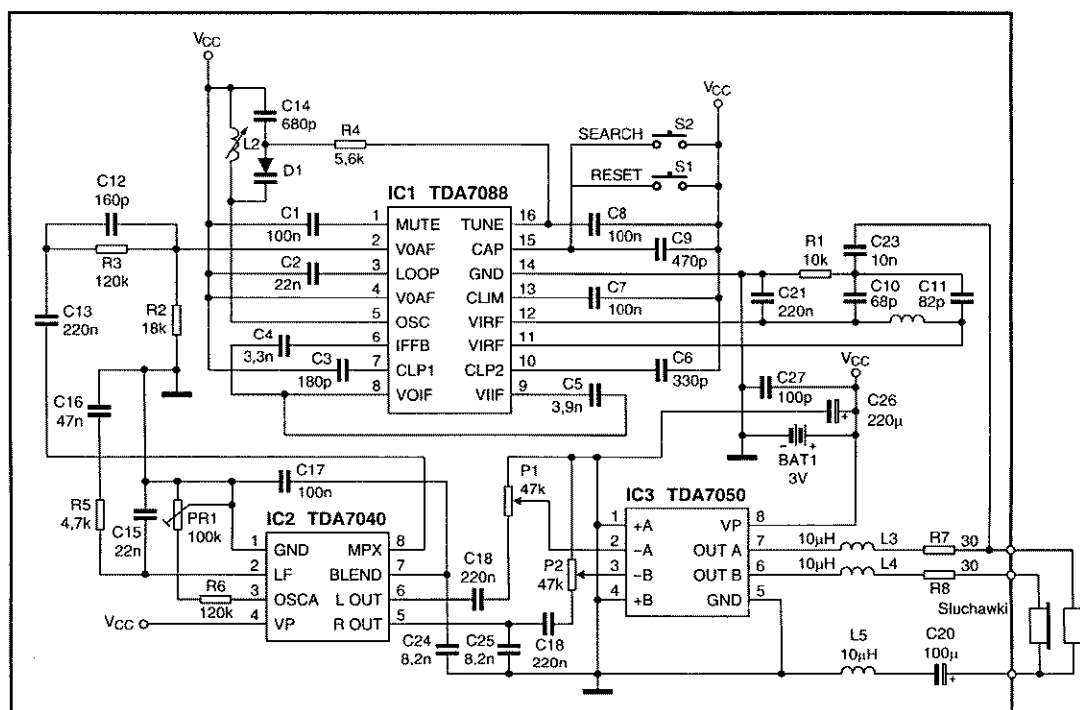 VCC
C14
680p
L2
D1
R4
5,6k
VCC
SEARCH
S2
RESET
S1
C12
160p
R3
120k
C13
220n
R2
18k
C1
100n
C2
22n
C4
3,3n
C3
180p
IC1 TDA7088
1 MUTE TUNE 16
2 V0AF CAP 15
3 LOOP GND 14
4 V0AF CLIM 13
5 OSC VIRF 12
6 IFFB VIRF 11
7 CLP1 CLP2 10
8 VOIF VIIF 9
C8
100n
C9
470p
C7
100n
C6
330p
C5
3,9n
R1
10k
C23
10n
C21
220n
C10
68p
C11
82p
VCC
C27
100p
C26
+ 220µ
- +
BAT1
3V
C16
47n
R5
4,7k
C15
22n
PR1
100k
C17
100n
R6
120k
VCC
IC2 TDA7040
1 GND MPX 8
2 LF BLEND 7
3 OSCA L OUT 6
4 VP R OUT 5
C24
8,2n
C25
8,2n
C18
220n
C18
220n
P1
47k
P2
47k
IC3 TDA7050
1 +A VP 8
2 –A OUT A 7
3 –B OUT B 6
4 +B GND 5
10µH L3 R7 30
10µH L4 30
R8
Słuchawki
L5
10µH
C20
100µ
+